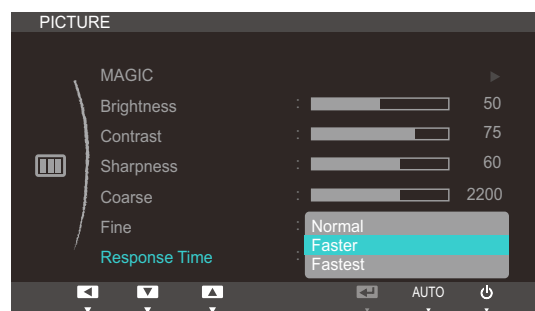 PICTURE
MAGIC
Brightness : 50
Contrast : 75
Sharpness : 60
Coarse : 2200
Fine : Normal
Faster
Response Time :
Fastest
AUTO